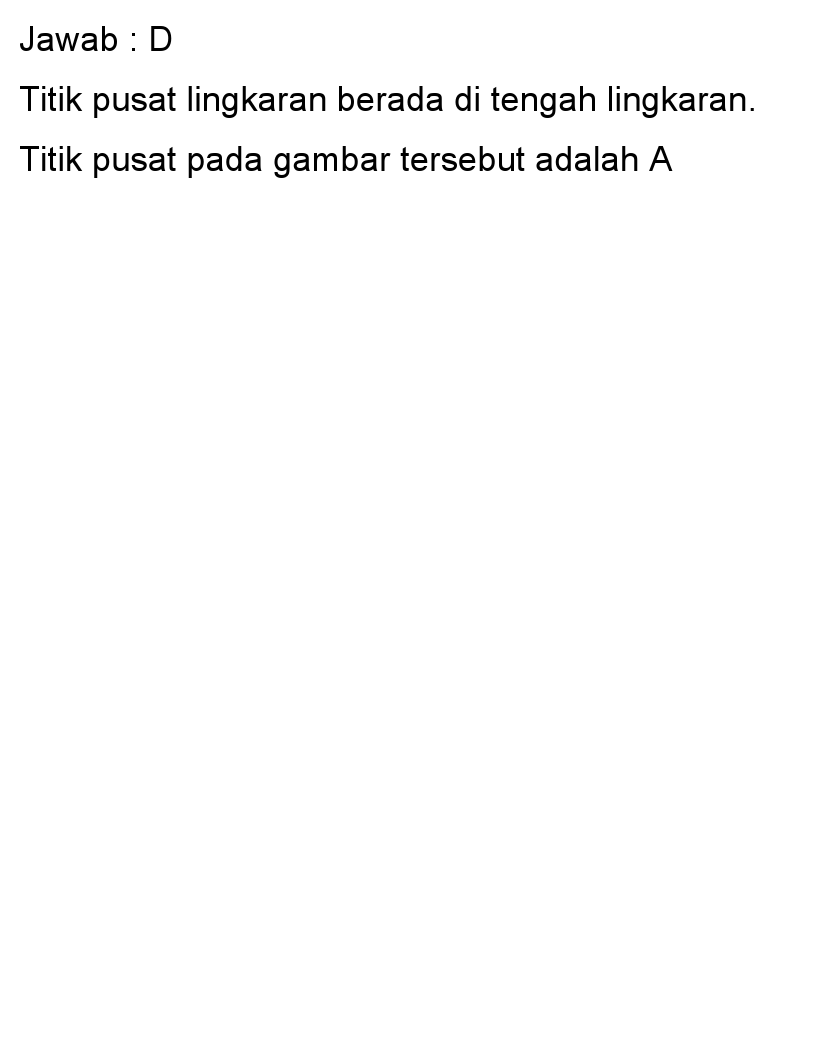 Jawab : D
Titik pusat lingkaran berada di tengah lingkaran.
Titik pusat pada gambar tersebut adalah A